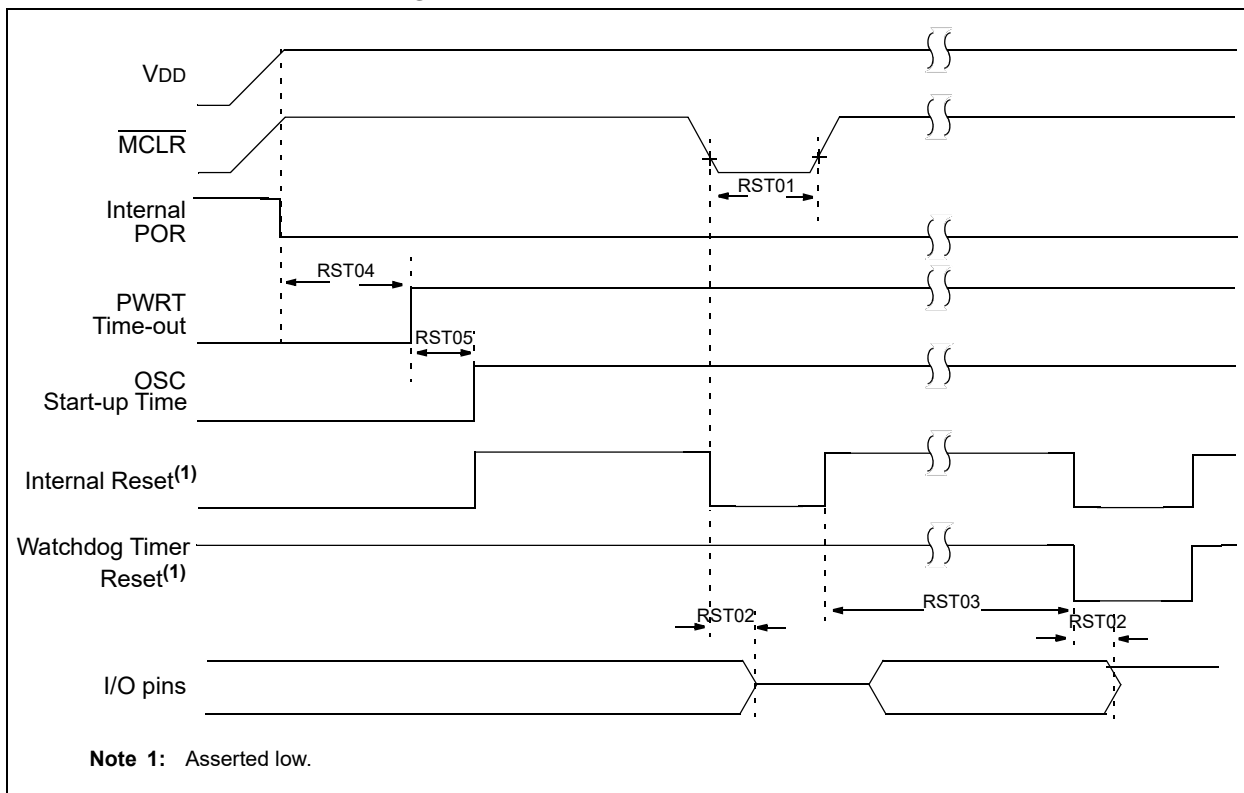 VDD
MCLR
RST01
Internal
POR
RST04
PWRT
Time-out
RST05
OSC
Start-up Time
Internal Reset(1)
Watchdog Timer
Reset(1)
RST03
RST02
RST02
I/O pins
Note 1: Asserted low.